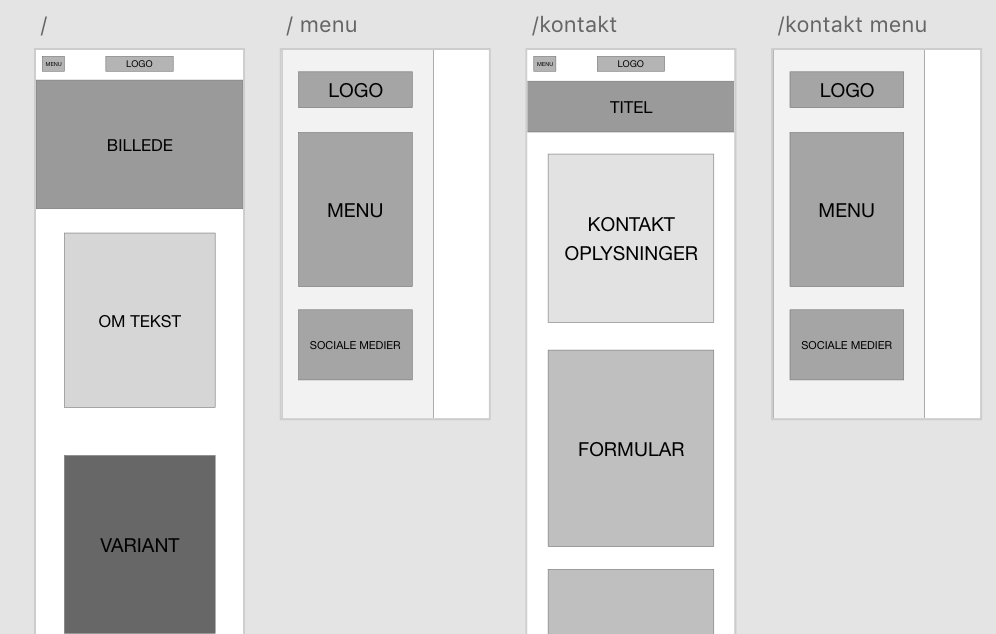 /
/ menu
/kontakt
/kontakt menu
MENU
LOGO
BILLEDE
OM TEKST
VARIANT
LOGO
MENU
SOCIALE MEDIER
MENU
LOGO
TITEL
KONTAKT
OPLYSNINGER
FORMULAR
LOGO
MENU
SOCIALE MEDIER